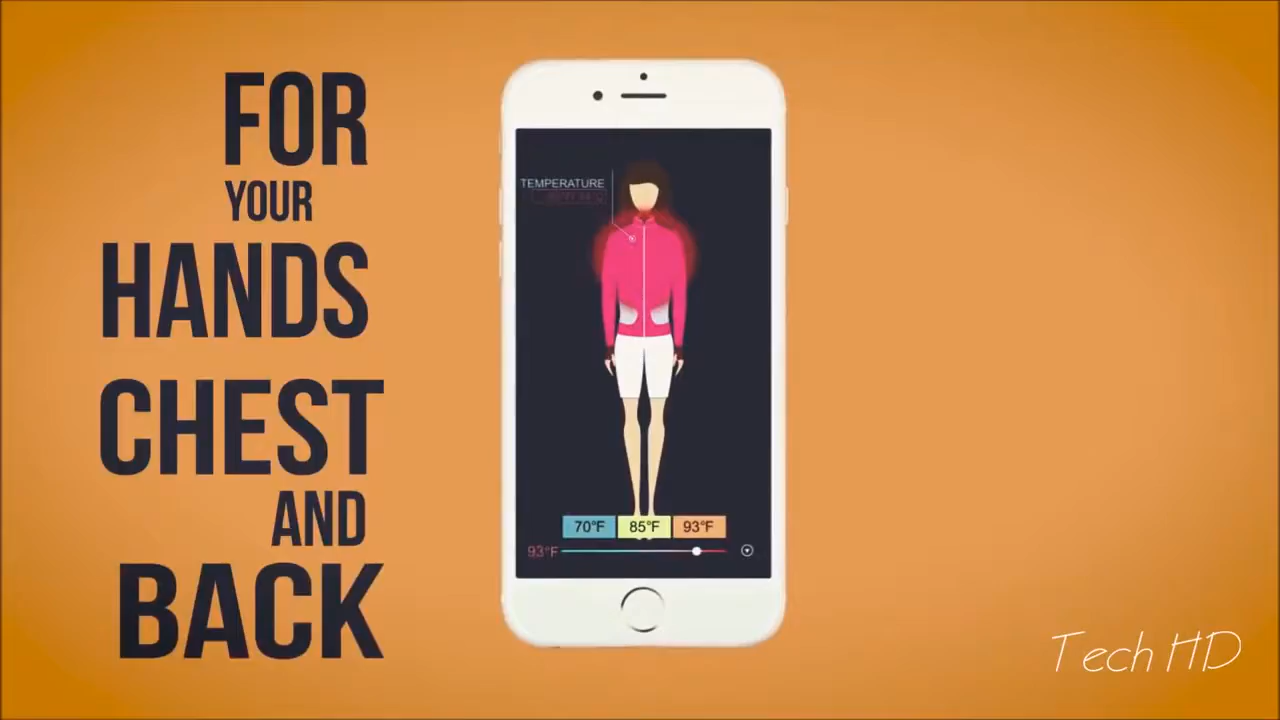 FOR
YOUR
HANDS
CHEST
AND
BACK
TEMPERATURE
70°F 85°F 93°F
93°F
Tech HD